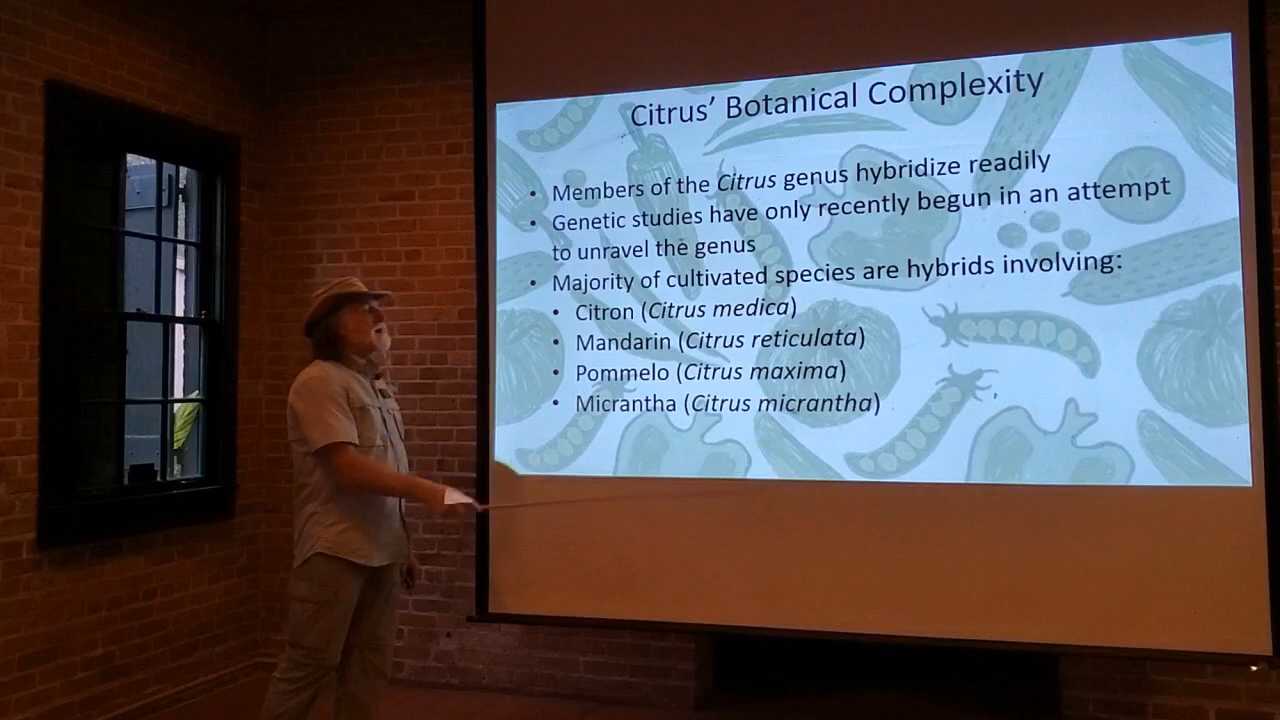 Citrus' Botanical Complexity
• Members of the Citrus genus hybridize readily
• Genetic studies have only recently begun in an attempt
to unravel the genus
• Majority of cultivated species are hybrids involving:
• Citron (Citrus medica)
• Mandarin (Citrus reticulata)
• Pommelo (Citrus maxima)
• Micrantha (Citrus micrantha)